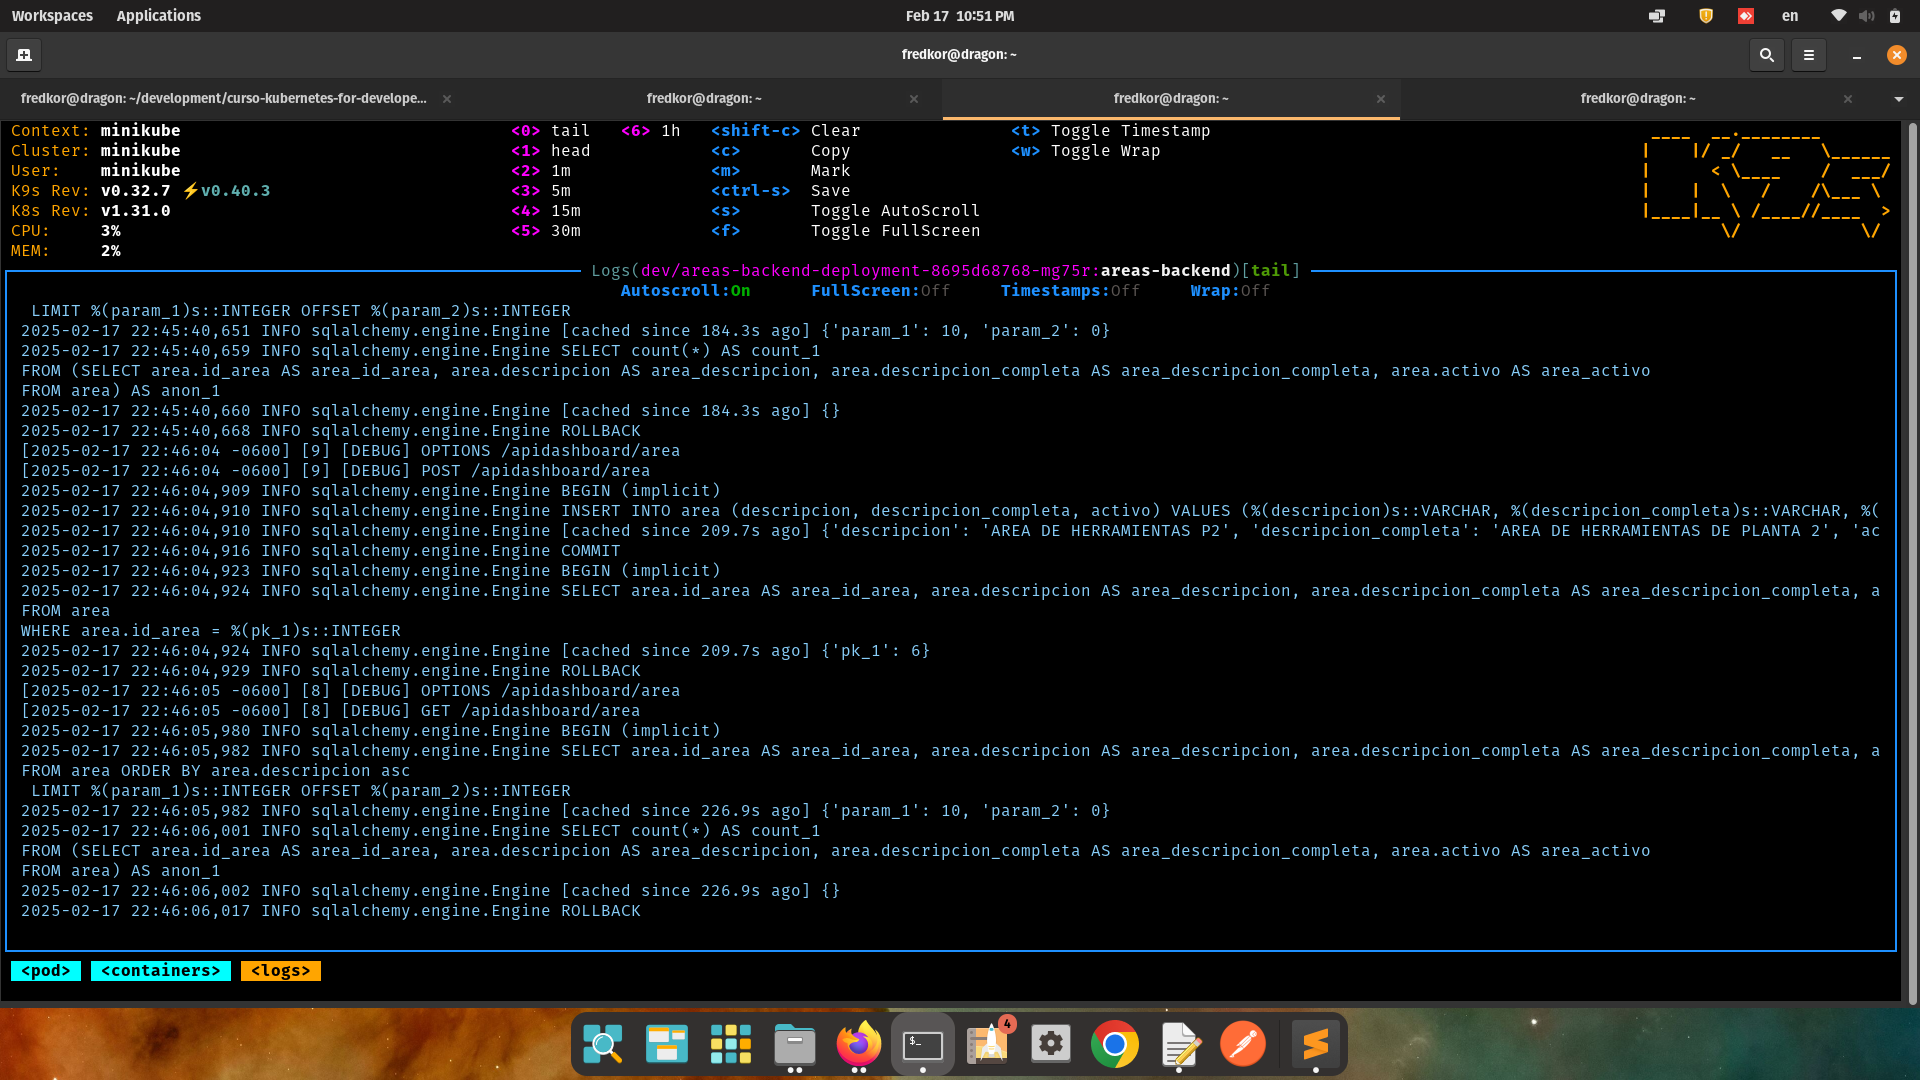 Workspaces Applications Feb 17 10:51 PM en
fredkor@dragon: ~
fredkor@dragon: ~/development/curso-kubernetes-for-develope... fredkor@dragon: ~ fredkor@dragon: ~ fredkor@dragon: ~
Context: minikube <0> tail <6> 1h <shift-c> Clear <t> Toggle Timestamp
Cluster: minikube <1> head <c> Copy <w> Toggle Wrap
User: minikube <2> 1m <m> Mark
K9s Rev: v0.32.7 ⚡v0.40.3 <3> 5m <ctrl-s> Save
K8s Rev: v1.31.0 <4> 15m <s> Toggle AutoScroll
CPU: 3% <5> 30m <f> Toggle FullScreen
MEM: 2%
Logs(dev/areas-backend-deployment-8695d68768-mg75r:areas-backend)[tail]
Autoscroll:On FullScreen:Off Timestamps:Off Wrap:Off
LIMIT %(param_1)s::INTEGER OFFSET %(param_2)s::INTEGER
2025-02-17 22:45:40,651 INFO sqlalchemy.engine.Engine [cached since 184.3s ago] {'param_1': 10, 'param_2': 0}
2025-02-17 22:45:40,659 INFO sqlalchemy.engine.Engine SELECT count(*) AS count_1
FROM (SELECT area.id_area AS area_id_area, area.descripcion AS area_descripcion, area.descripcion_completa AS area_descripcion_completa, area.activo AS area_activo
FROM area) AS anon_1
2025-02-17 22:45:40,660 INFO sqlalchemy.engine.Engine [cached since 184.3s ago] {}
2025-02-17 22:45:40,668 INFO sqlalchemy.engine.Engine ROLLBACK
[2025-02-17 22:46:04 -0600] [9] [DEBUG] OPTIONS /apidashboard/area
[2025-02-17 22:46:04 -0600] [9] [DEBUG] POST /apidashboard/area
2025-02-17 22:46:04,909 INFO sqlalchemy.engine.Engine BEGIN (implicit)
2025-02-17 22:46:04,910 INFO sqlalchemy.engine.Engine INSERT INTO area (descripcion, descripcion_completa, activo) VALUES (%(descripcion)s::VARCHAR, %(descripcion_completa)s::VARCHAR, %(
2025-02-17 22:46:04,910 INFO sqlalchemy.engine.Engine [cached since 209.7s ago] {'descripcion': 'AREA DE HERRAMIENTAS P2', 'descripcion_completa': 'AREA DE HERRAMIENTAS DE PLANTA 2', 'ac
2025-02-17 22:46:04,916 INFO sqlalchemy.engine.Engine COMMIT
2025-02-17 22:46:04,923 INFO sqlalchemy.engine.Engine BEGIN (implicit)
2025-02-17 22:46:04,924 INFO sqlalchemy.engine.Engine SELECT area.id_area AS area_id_area, area.descripcion AS area_descripcion, area.descripcion_completa AS area_descripcion_completa, a
FROM area
WHERE area.id_area = %(pk_1)s::INTEGER
2025-02-17 22:46:04,924 INFO sqlalchemy.engine.Engine [cached since 209.7s ago] {'pk_1': 6}
2025-02-17 22:46:04,929 INFO sqlalchemy.engine.Engine ROLLBACK
[2025-02-17 22:46:05 -0600] [8] [DEBUG] OPTIONS /apidashboard/area
[2025-02-17 22:46:05 -0600] [8] [DEBUG] GET /apidashboard/area
2025-02-17 22:46:05,980 INFO sqlalchemy.engine.Engine BEGIN (implicit)
2025-02-17 22:46:05,982 INFO sqlalchemy.engine.Engine SELECT area.id_area AS area_id_area, area.descripcion AS area_descripcion, area.descripcion_completa AS area_descripcion_completa, a
FROM area ORDER BY area.descripcion asc
LIMIT %(param_1)s::INTEGER OFFSET %(param_2)s::INTEGER
2025-02-17 22:46:05,982 INFO sqlalchemy.engine.Engine [cached since 226.9s ago] {'param_1': 10, 'param_2': 0}
2025-02-17 22:46:06,001 INFO sqlalchemy.engine.Engine SELECT count(*) AS count_1
FROM (SELECT area.id_area AS area_id_area, area.descripcion AS area_descripcion, area.descripcion_completa AS area_descripcion_completa, area.activo AS area_activo
FROM area) AS anon_1
2025-02-17 22:46:06,002 INFO sqlalchemy.engine.Engine [cached since 226.9s ago] {}
2025-02-17 22:46:06,017 INFO sqlalchemy.engine.Engine ROLLBACK
<pod> <containers> <logs>
4